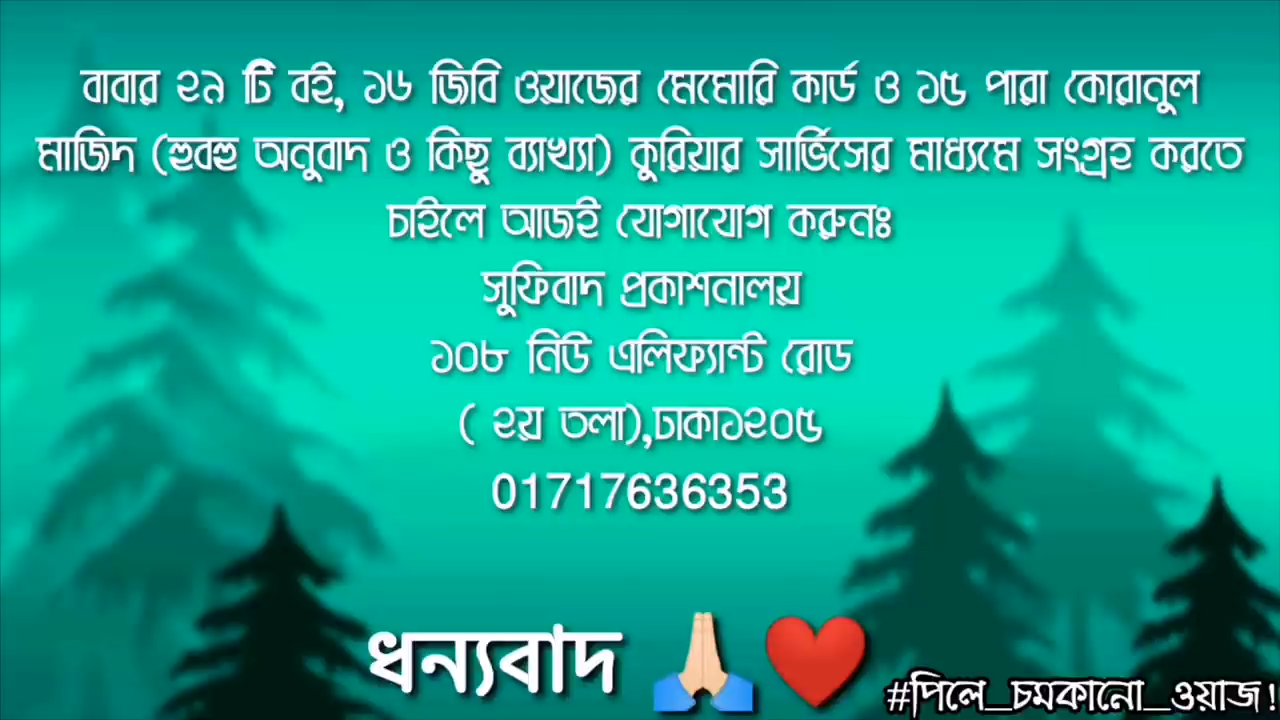 বাবার ২৯ টি বই, ১৬ জিবি ওয়াজের মেমোরি কার্ড ও ১৫ পারা কোরানুল
মাজিদ (হুবহু অনুবাদ ও কিছু ব্যাখ্যা) কুরিয়ার সার্ভিসের মাধ্যমে সংগ্রহ করতে
চাইলে আজই যোগাযোগ করুনঃ
সুফিবাদ প্রকাশনালয়
১০৮ নিউ এলিফ্যান্ট রোড
( ২য় তলা),ঢাকা১২০৫
01717636353
ধন্যবাদ 🙏🏻❤️
#পিলে_চমকানো_ওয়াজ!